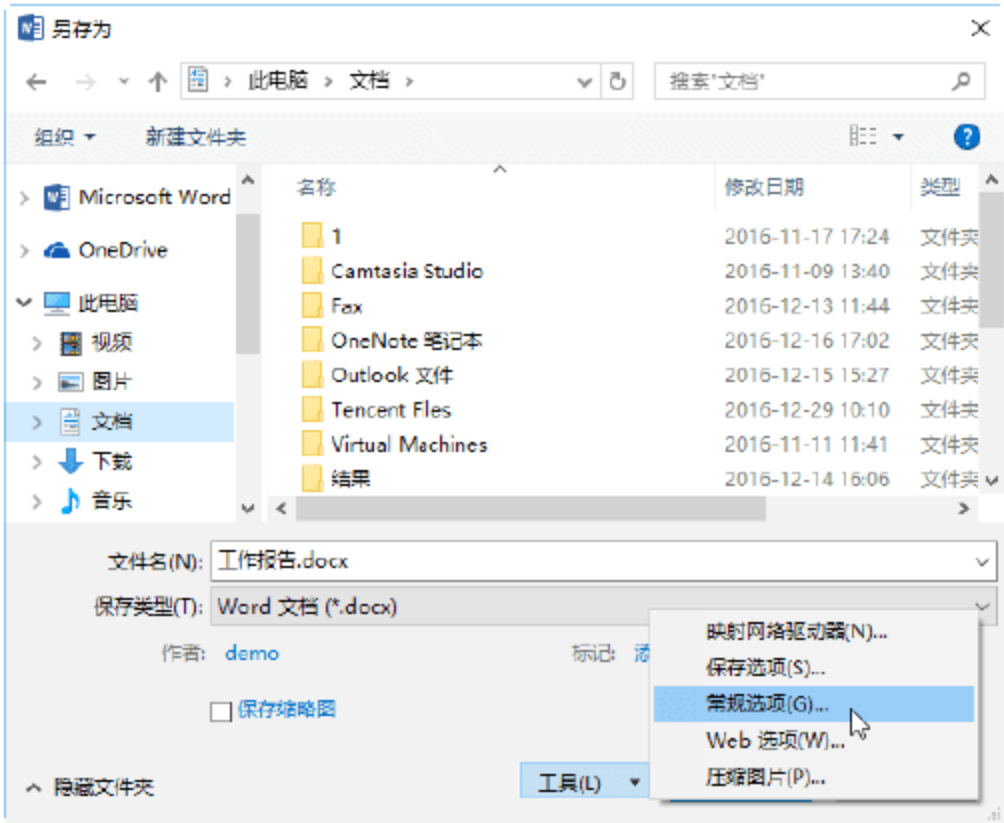 另存为
此电脑 › 文档 ›
搜索"文档"
组织
新建文件夹
名称 修改日期 类型
Microsoft Word
OneDrive
此电脑
视频
图片
文档
下载
音乐
1 2016-11-17 17:24 文件夹
Camtasia Studio 2016-11-09 13:40 文件夹
Fax 2016-12-13 11:44 文件夹
OneNote 笔记本 2016-12-16 17:02 文件夹
Outlook 文件 2016-12-15 15:27 文件夹
Tencent Files 2016-12-29 10:10 文件夹
Virtual Machines 2016-11-11 11:41 文件夹
结果 2016-12-14 16:06 文件夹
文件名(N): 工作报告.docx
保存类型(T): Word 文档 (*.docx)
作者: demo
标记: 添
保存缩略图
隐藏文件夹
工具(L)
映射网络驱动器(N)...
保存选项(S)...
常规选项(G)...
Web 选项(W)...
压缩图片(P)...